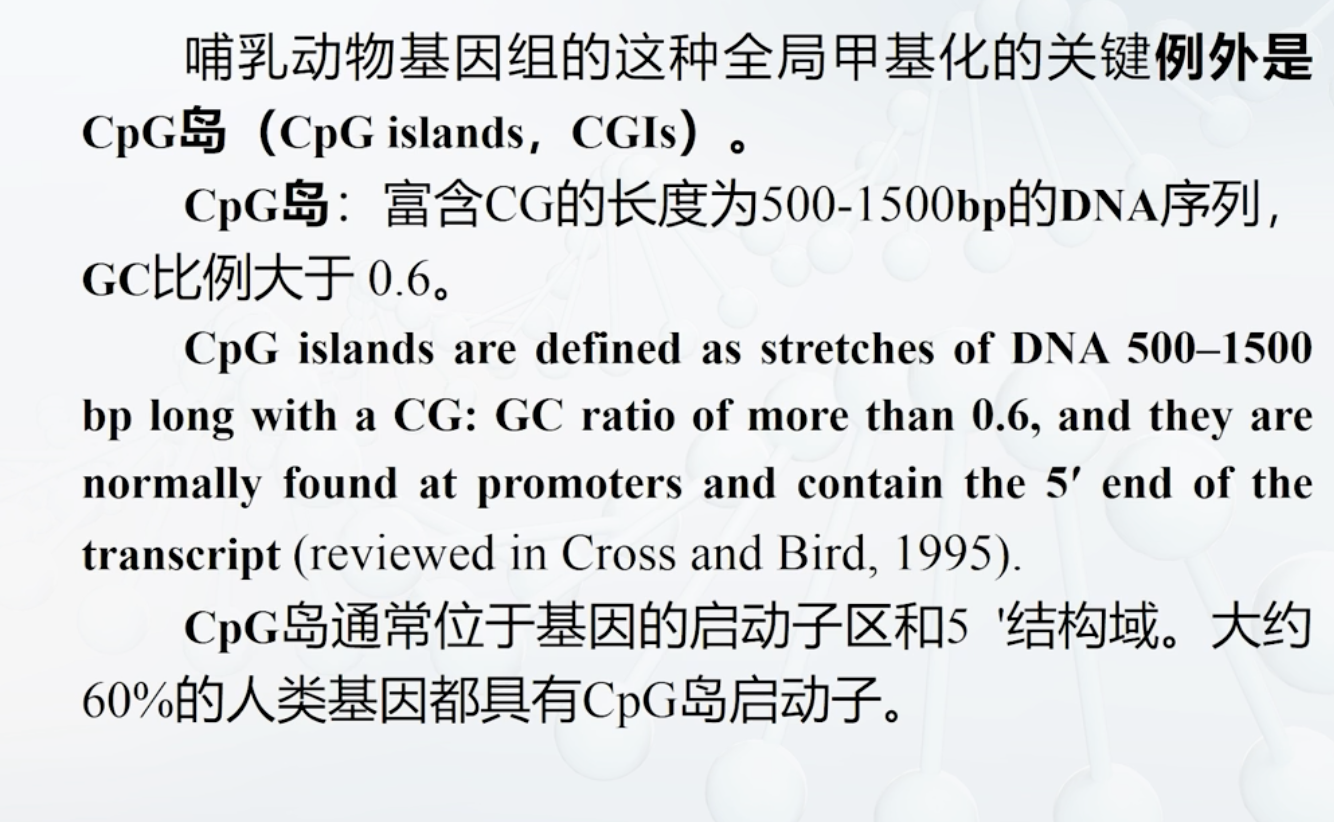 哺乳动物基因组的这种全局甲基化的关键例外是
CpG岛（CpG islands，CGIs）。
CpG岛：富含CG的长度为500-1500bp的DNA序列，
GC比例大于 0.6。
CpG islands are defined as stretches of DNA 500–1500
bp long with a CG: GC ratio of more than 0.6, and they are
normally found at promoters and contain the 5′ end of the
transcript (reviewed in Cross and Bird, 1995).
CpG岛通常位于基因的启动子区和5 '结构域。大约
60%的人类基因都具有CpG岛启动子。